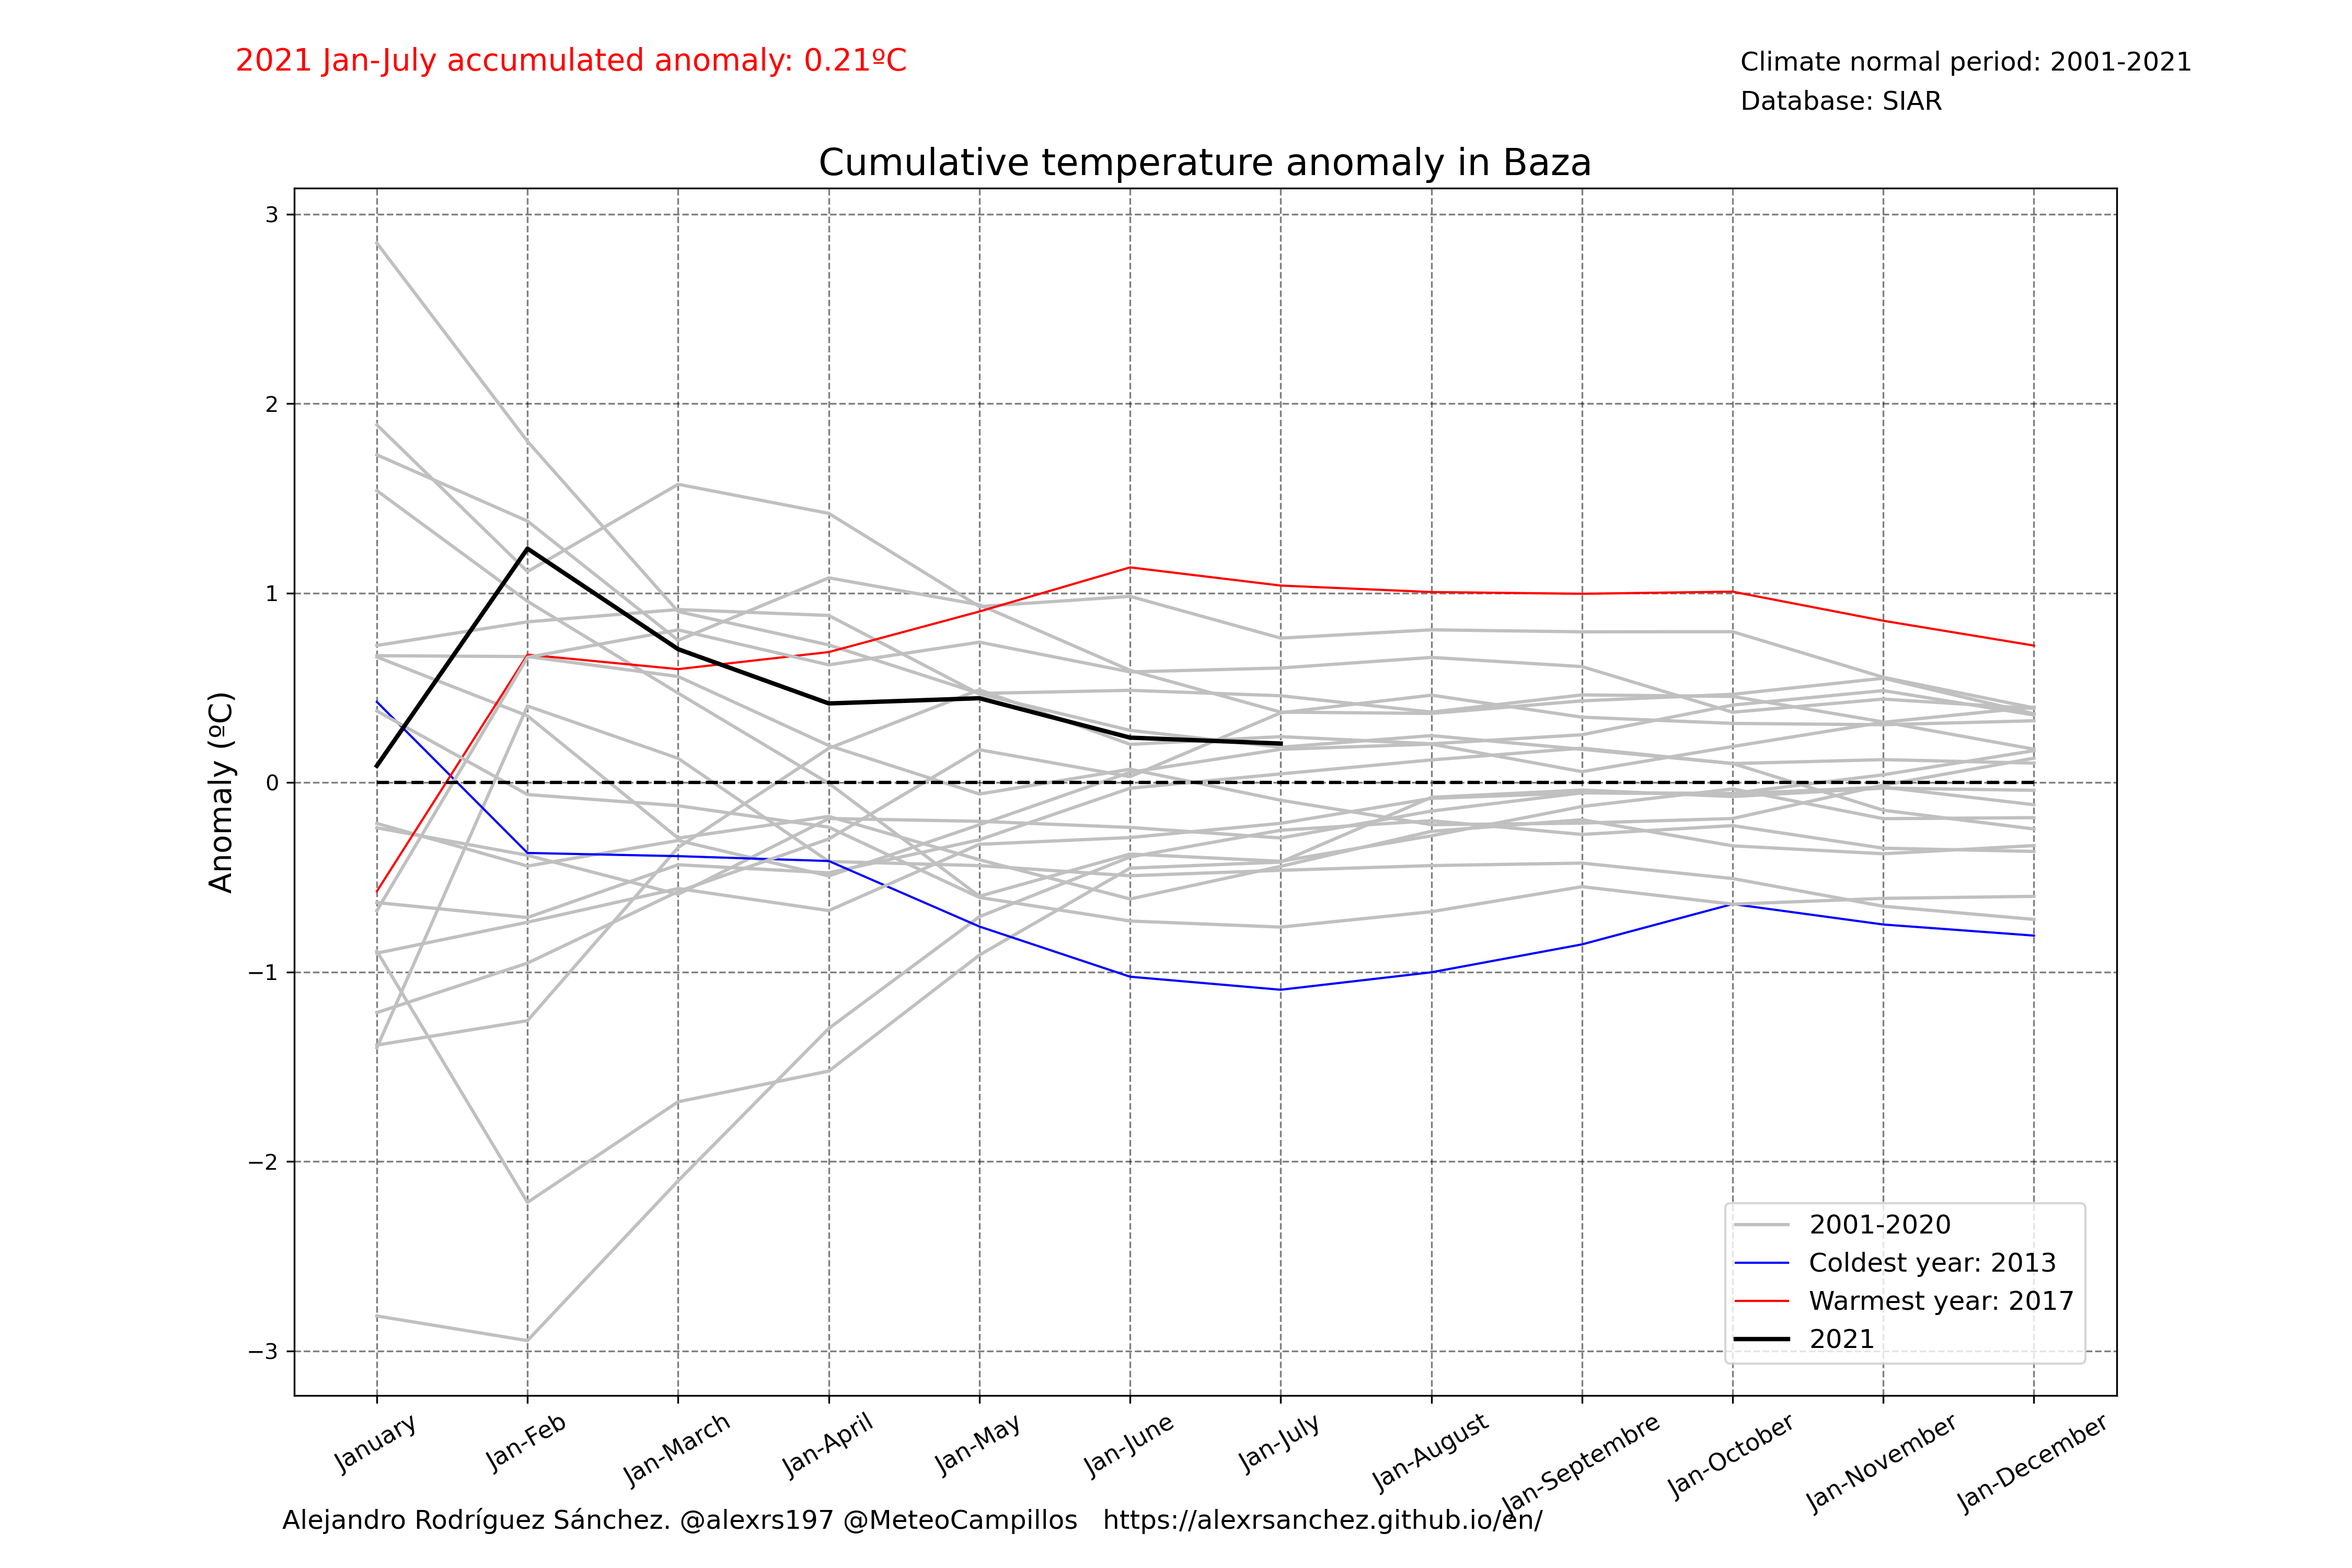 2021 Jan-July accumulated anomaly: 0.21ºC
Climate normal period: 2001-2021
Database: SIAR
Cumulative temperature anomaly in Baza
Anomaly (ºC)
3
2
1
0
−1
−2
−3
2001-2020
Coldest year: 2013
Warmest year: 2017
2021
January
Jan-Feb
Jan-March
Jan-April
Jan-May
Jan-June
Jan-July
Jan-August
Jan-Septembre
Jan-October
Jan-November
Jan-December
Alejandro Rodríguez Sánchez. @alexrs197 @MeteoCampillos https://alexrsanchez.github.io/en/